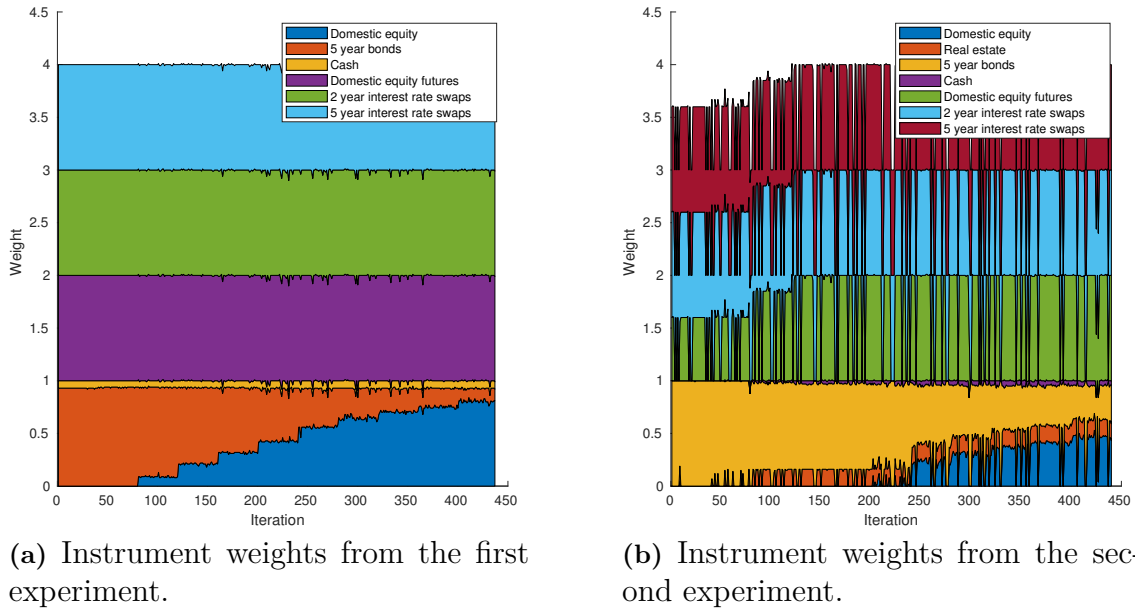 4.5
4
3.5
3
2.5
2
1.5
1
0.5
0
Weight
Domestic equity
5 year bonds
Cash
Domestic equity futures
2 year interest rate swaps
5 year interest rate swaps
0 50 100 150 200 250 300 350 400 450
Iteration
(a) Instrument weights from the first
experiment.
4.5
4
3.5
3
2.5
2
1.5
1
0.5
0
Weight
Domestic equity
Real estate
5 year bonds
Cash
Domestic equity futures
2 year interest rate swaps
5 year interest rate swaps
0 50 100 150 200 250 300 350 400 450
Iteration
(b) Instrument weights from the sec-
ond experiment.